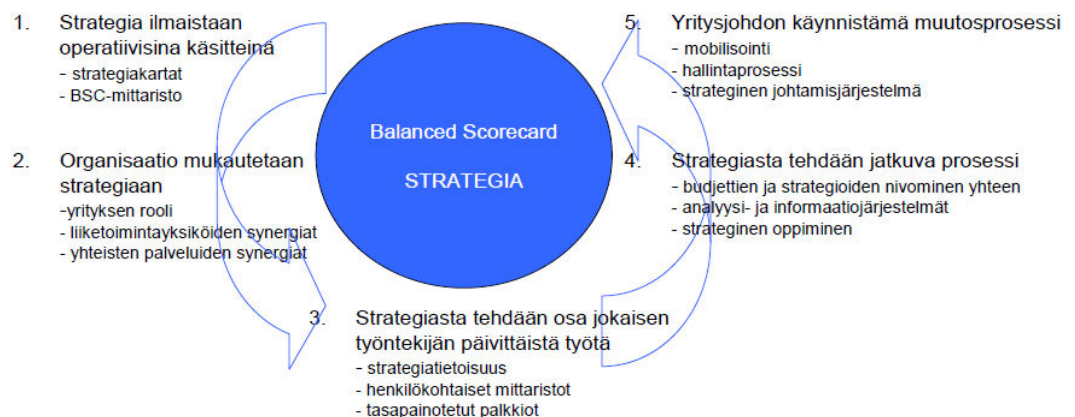 1. Strategia ilmaistaan
operatiivisina käsitteinä
- strategiakartat
- BSC-mittaristo
2. Organisaatio mukautetaan
strategiaan
-yrityksen rooli
- liiketoimintayksiköiden synergiat
- yhteisten palveluiden synergiat
Balanced Scorecard
STRATEGIA
3. Strategiasta tehdään osa jokaisen
työntekijän päivittäistä työtä
- strategiatietoisuus
- henkilökohtaiset mittaristot
- tasapainotetut palkkiot
4. Strategiasta tehdään jatkuva prosessi
- budjettien ja strategioiden nivominen yhteen
- analyysi- ja informaatiojärjestelmät
- strateginen oppiminen
5. Yritysjohdon käynnistämä muutosprosessi
- mobilisointi
- hallintaprosessi
- strateginen johtamisjärjestelmä